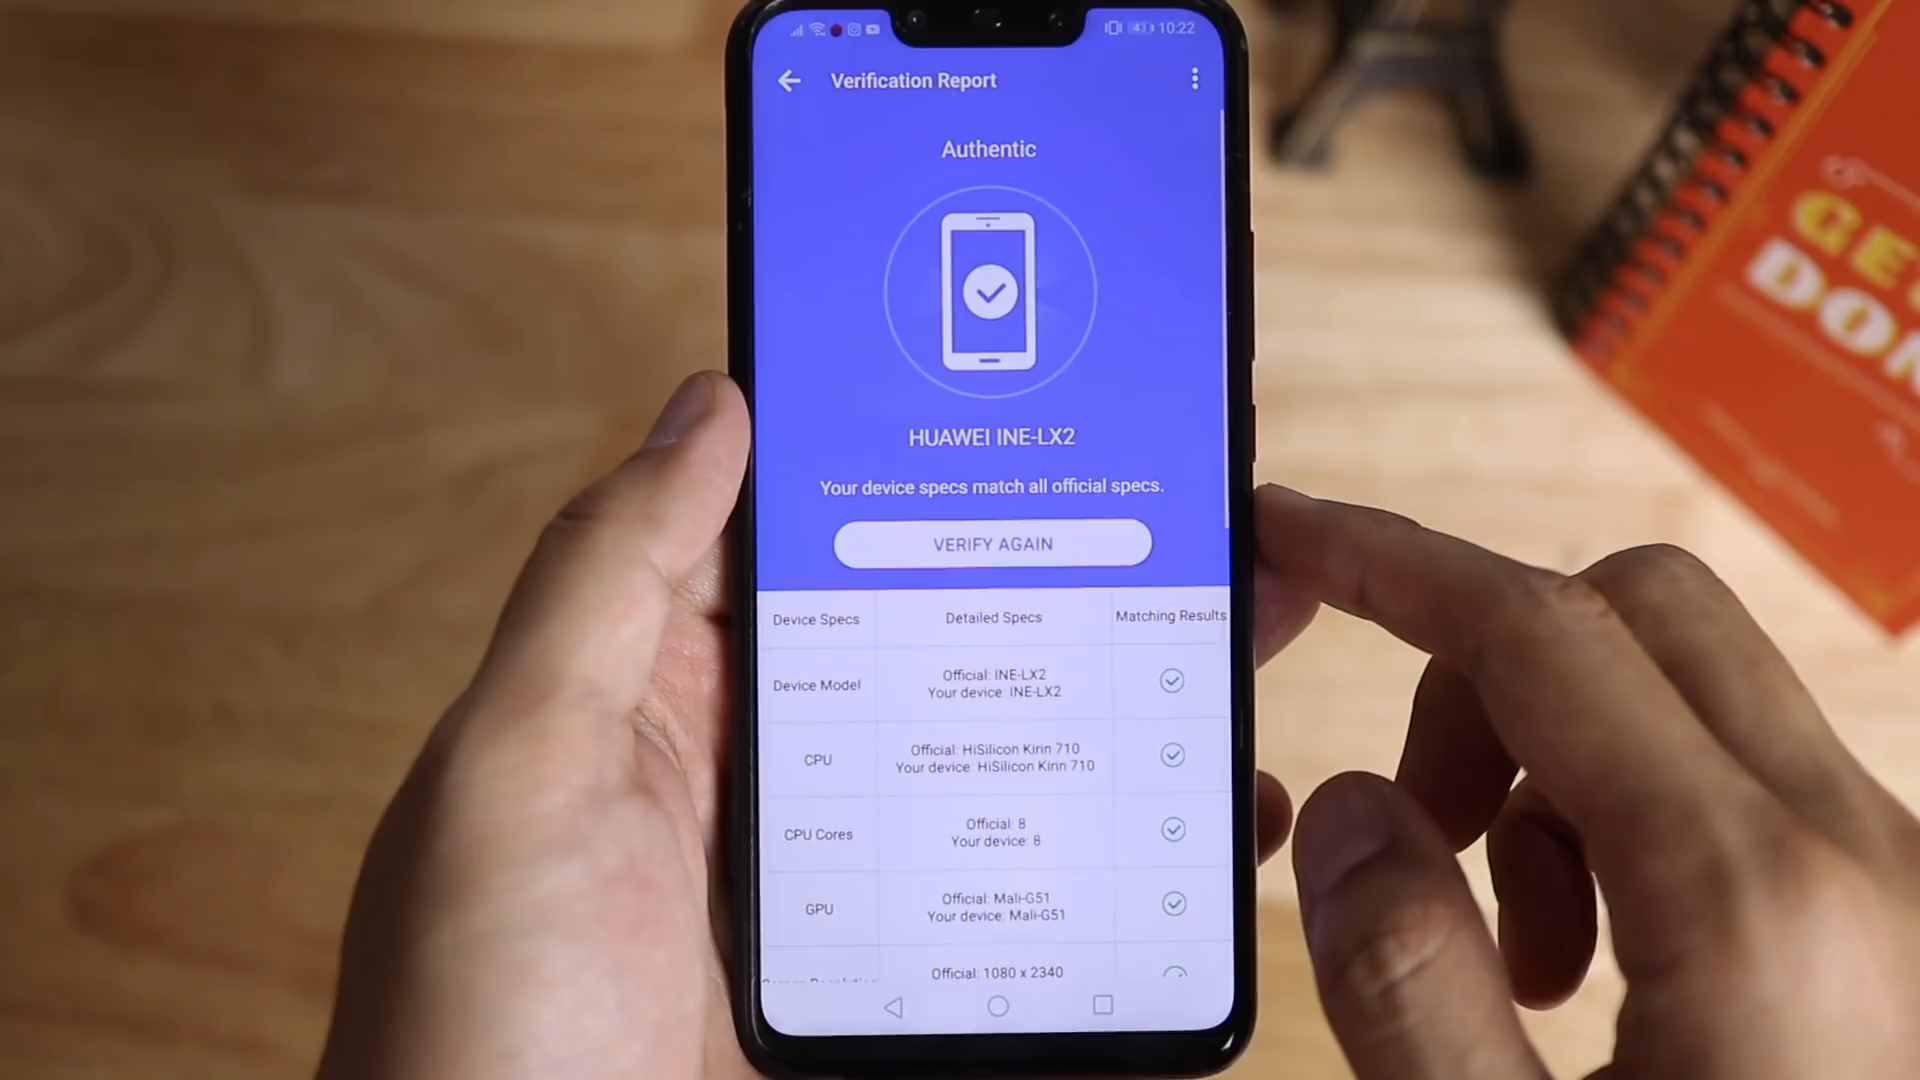 43 10:22
Verification Report
Authentic
HUAWEI INE-LX2
Your device specs match all official specs.
VERIFY AGAIN
Device Specs Detailed Specs Matching Results
Device Model
Official: INE-LX2
Your device: INE-LX2
CPU
Official: HiSilicon Kirin 710
Your device: HiSilicon Kirin 710
CPU Cores
Official: 8
Your device: 8
GPU
Official: Mali-G51
Your device: Mali-G51
Official: 1080 x 2340